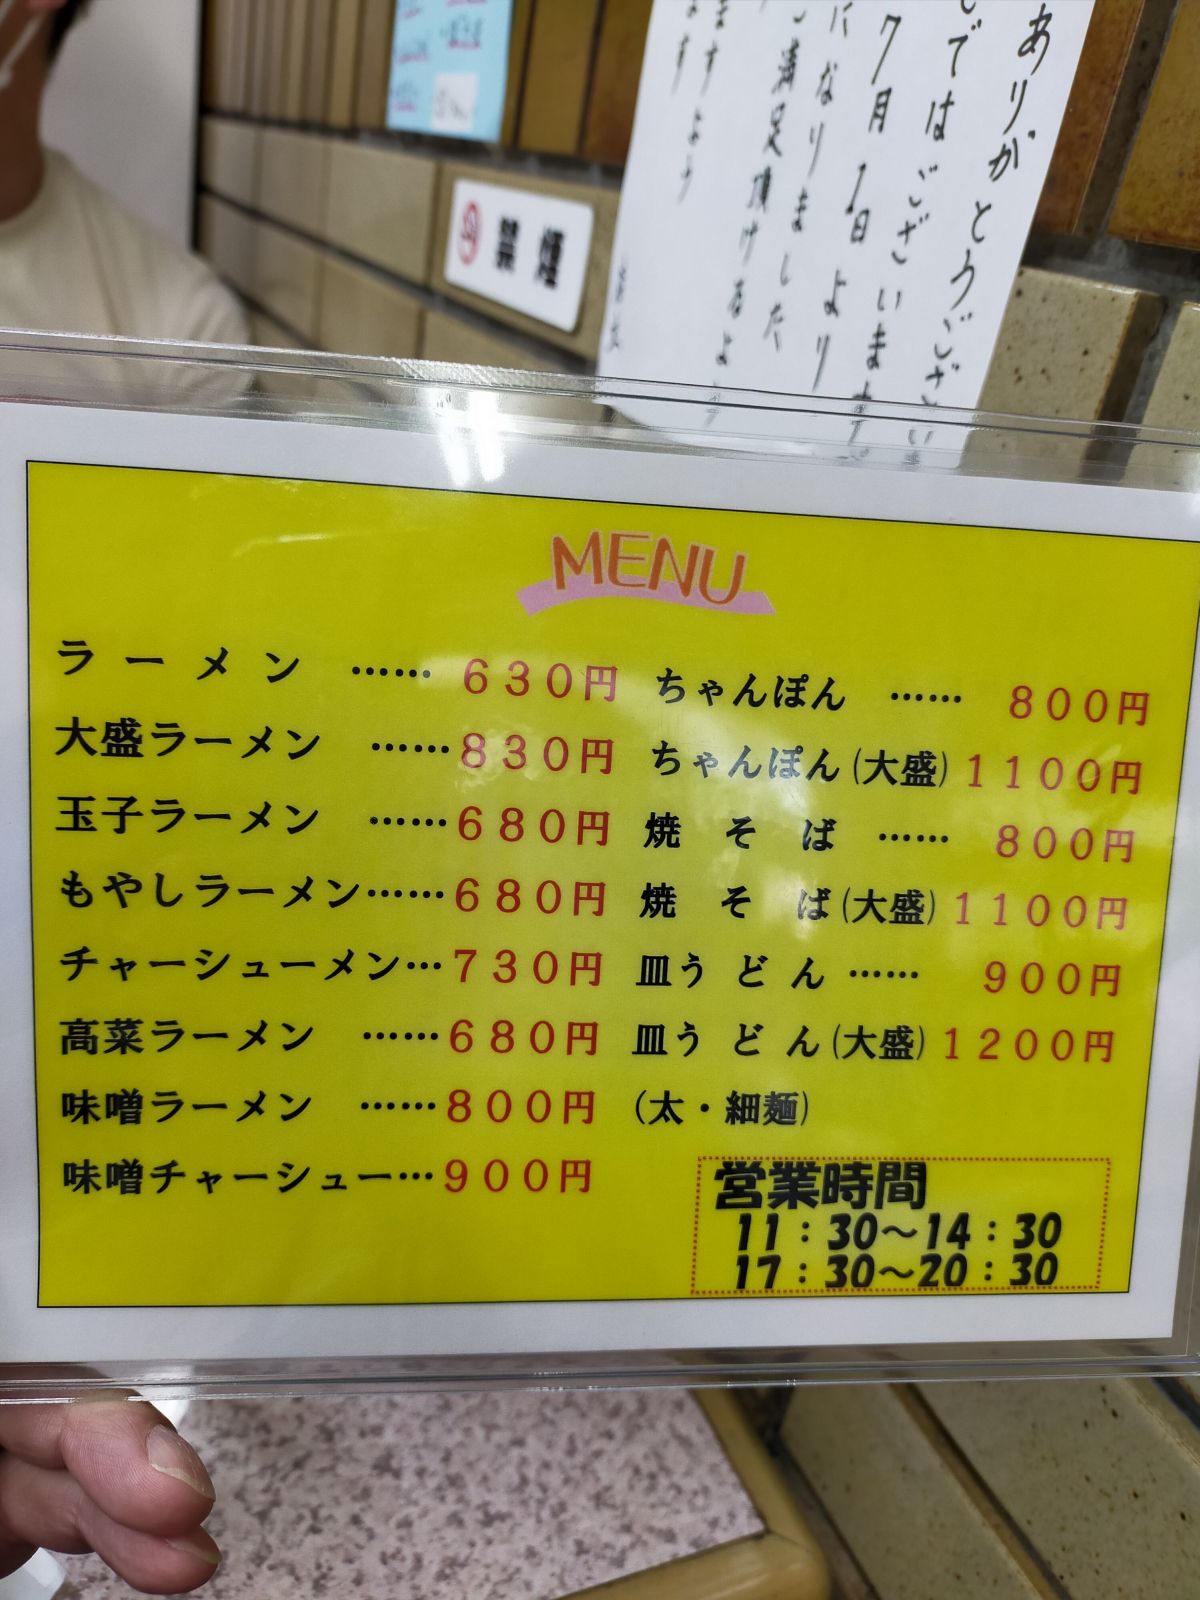 ありがとうござい
ではございます
7月1日より
になりました
満足頂けるよ
ますよう
ます
禁煙
MENU
ラーメン ……630円
大盛ラーメン ……830円
玉子ラーメン ……680円
もやしラーメン……680円
チャーシューメン…730円
高菜ラーメン ……680円
味噌ラーメン ……800円
味噌チャーシュー…900円
ちゃんぽん …… 800円
ちゃんぽん(大盛)1100円
焼そば …… 800円
焼そば(大盛)1100円
皿うどん …… 900円
皿うどん(大盛)1200円
(太・細麺)
営業時間
11:30〜14:30
17:30〜20:30